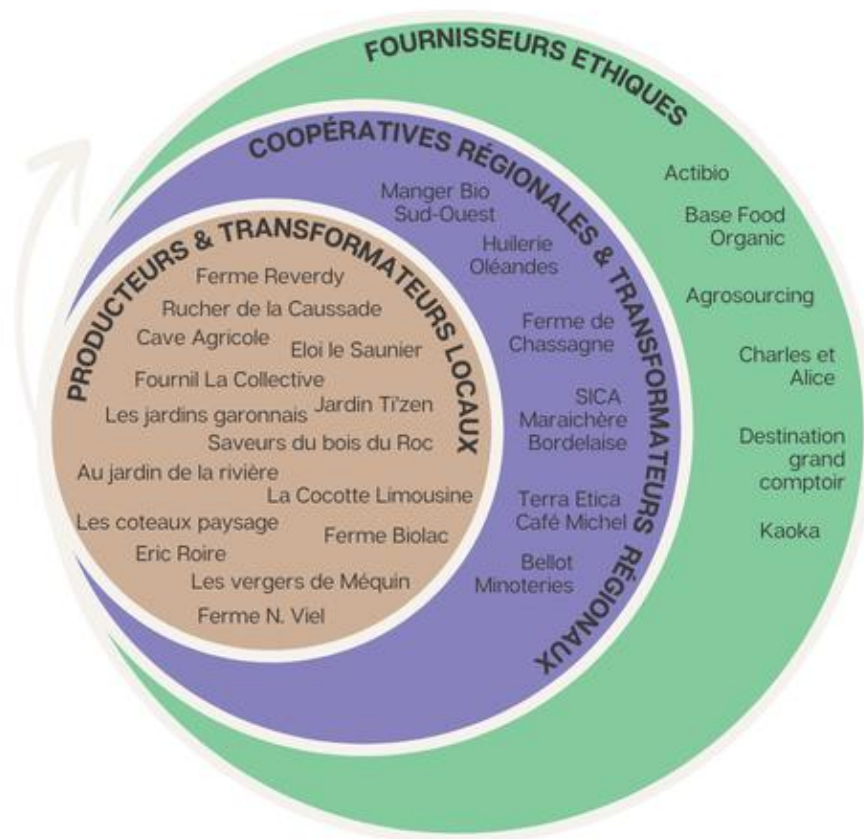 FOURNISSEURS ETHIQUES
Actibio
Base Food
Organic
Agrosourcing
Charles et
Alice
Destination
grand
comptoir
Kaoka
COOPÉRATIVES RÉGIONALES & TRANSFORMATEURS RÉGIONAUX
Manger Bio
Sud-Ouest
Huilerie
Oléandes
Ferme de
Chassagne
SICA
Maraichère
Bordelaise
Terra Etica
Café Michel
Bellot
Minoteries
PRODUCTEURS & TRANSFORMATEURS LOCAUX
Ferme Reverdy
Rucher de la Caussade
Cave Agricole
Eloi le Saunier
Fournil La Collective
Jardin Ti'zen
Les jardins garonnais
Saveurs du bois du Roc
Au jardin de la rivière
La Cocotte Limousine
Les coteaux paysage
Ferme Biolac
Eric Roire
Les vergers de Méquin
Ferme N. Viel